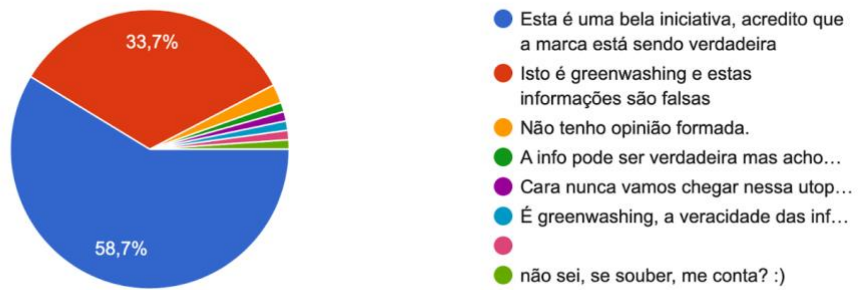 33,7%
58,7%
Esta é uma bela iniciativa, acredito que
a marca está sendo verdadeira
Isto é greenwashing e estas
informações são falsas
Não tenho opinião formada.
A info pode ser verdadeira mas acho...
Cara nunca vamos chegar nessa utop...
É greenwashing, a veracidade das inf...
não sei, se souber, me conta? :)